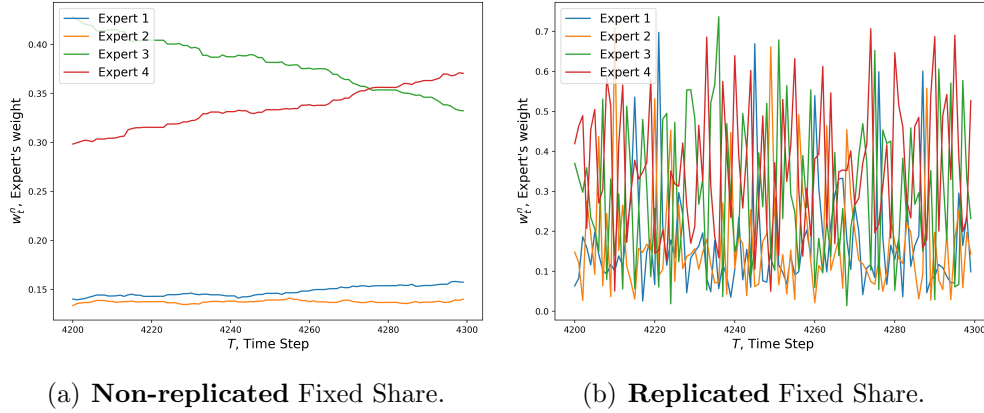 Expert 1
Expert 2
Expert 3
Expert 4
0.40
0.35
0.30
0.25
0.20
0.15
w_t^n, Expert's weight
4200 4220 4240 4260 4280 4300
T, Time Step
(a) Non-replicated Fixed Share.
Expert 1
Expert 2
Expert 3
Expert 4
0.7
0.6
0.5
0.4
0.3
0.2
0.1
0.0
w_t^n, Expert's weight
4200 4220 4240 4260 4280 4300
T, Time Step
(b) Replicated Fixed Share.